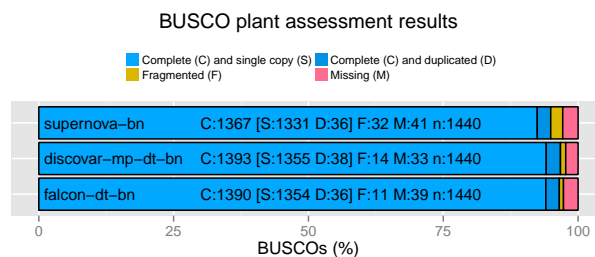 BUSCO plant assessment results
Complete (C) and single copy (S) Complete (C) and duplicated (D)
Fragmented (F) Missing (M)
supernova−bn C:1367 [S:1331 D:36] F:32 M:41 n:1440
discovar−mp−dt−bn C:1393 [S:1355 D:38] F:14 M:33 n:1440
falcon−dt−bn C:1390 [S:1354 D:36] F:11 M:39 n:1440
0 25 50 75 100
BUSCOs (%)